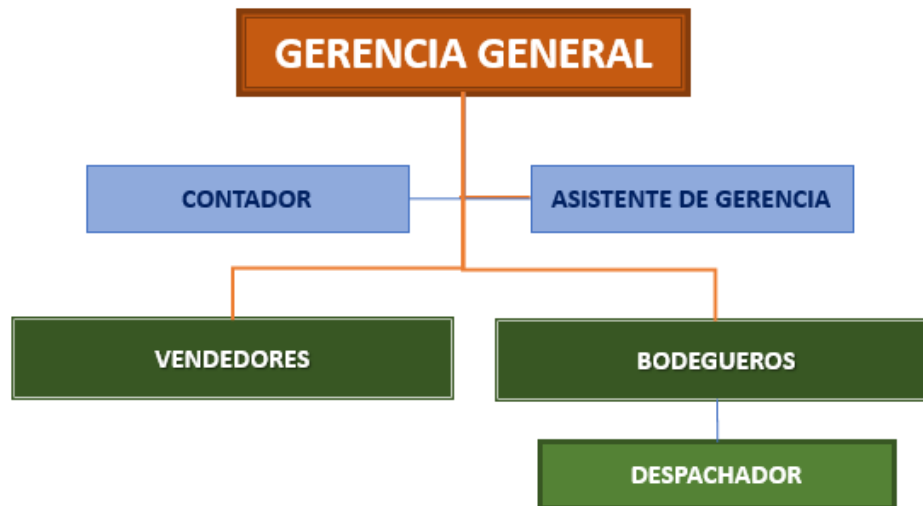 GERENCIA GENERAL
CONTADOR
ASISTENTE DE GERENCIA
VENDEDORES
BODEGUEROS
DESPACHADOR